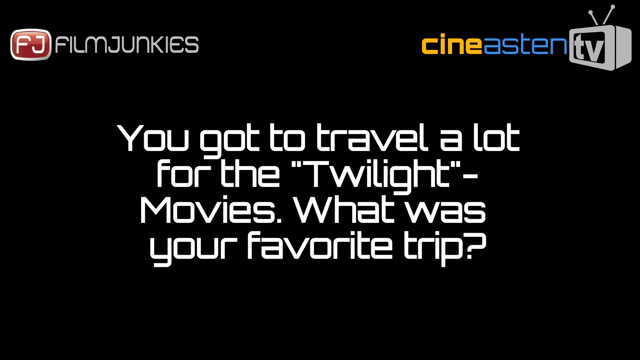 FJ FILMJUNKIES
cineasten tv
You got to travel a lot
for the "Twilight"-
Movies. What was
your favorite trip?